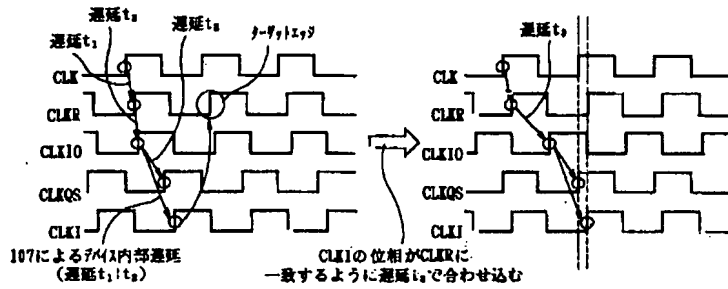 遅延t₂
遅延t₃
遅延t₁
ターゲットエッジ
CLK
CLKR
CLKIO
CLKQS
CLKI
107によるデバイス内部遅延
(遅延t₁+t₂)
遅延t₂
CLK
CLKR
CLKIO
CLKQS
CLKI
CLKIの位相がCLKRに
一致するように遅延t₂で合わせ込む